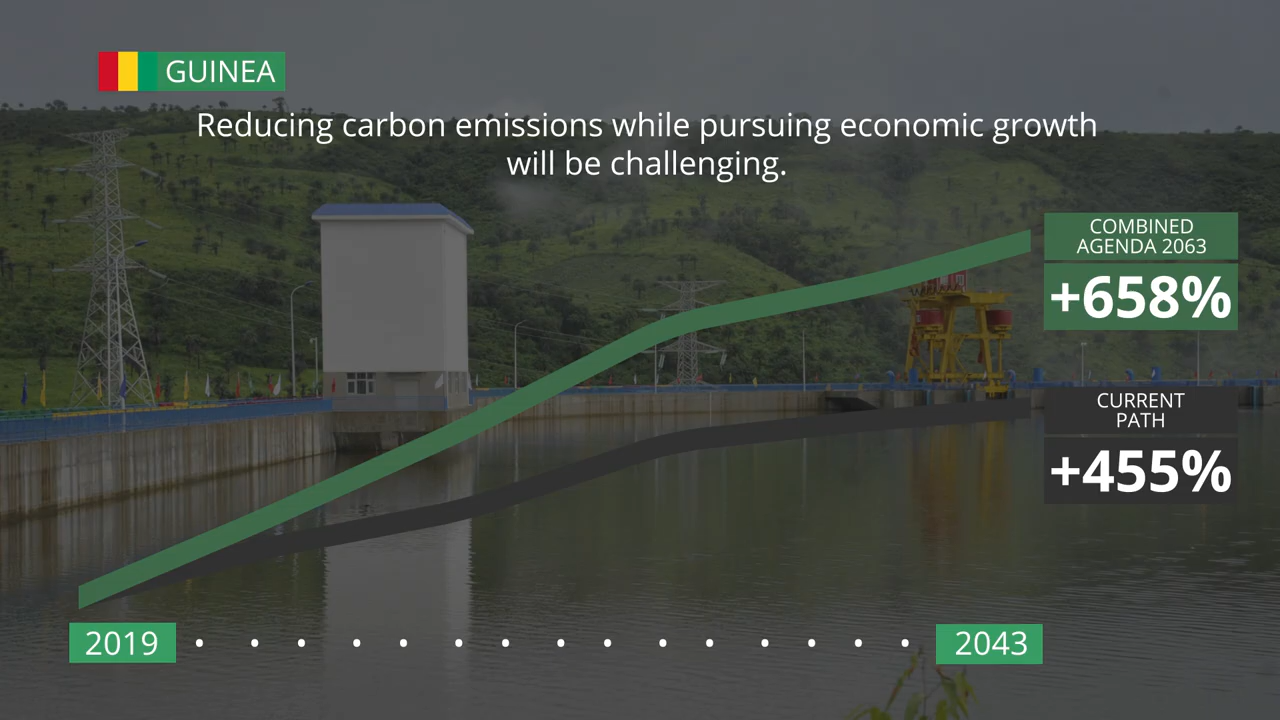 GUINEA
Reducing carbon emissions while pursuing economic growth
will be challenging.
COMBINED
AGENDA 2063
+658%
CURRENT
PATH
+455%
2019
2043